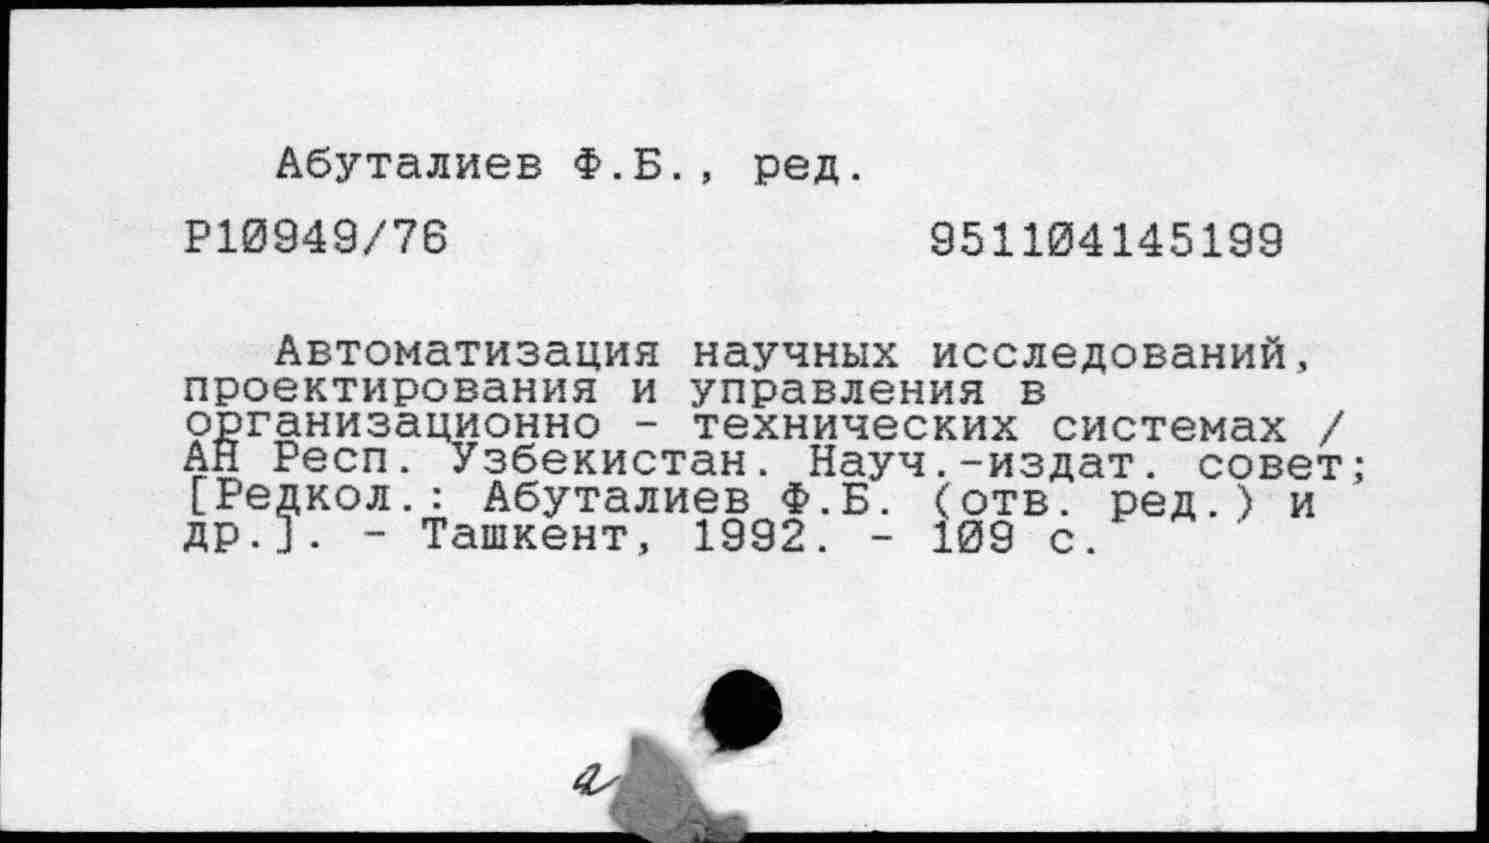 Абуталиев Ф.Б., ред.
Р10949/76 951104145199
Автоматизация научных исследований,
проектирования и управления в
организационно - технических системах /
АН Респ. Узбекистан. Науч.-издат. совет;
[Редкол.: Абуталиев Ф.Б. (отв. ред.) и
др.]. - Ташкент, 1992. - 109 с.